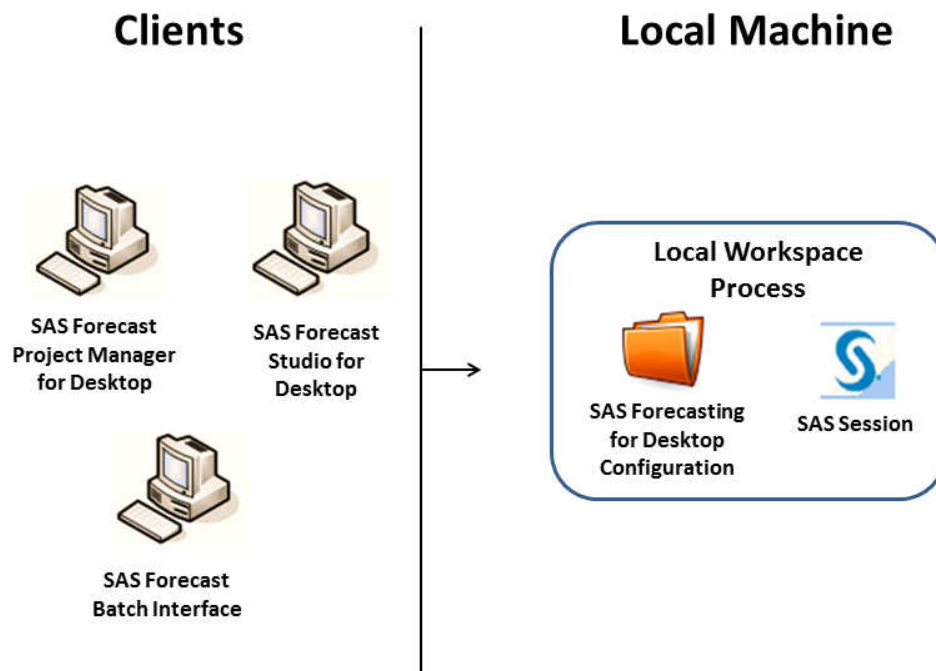 Clients
SAS Forecast
Project Manager
for Desktop
SAS Forecast
Studio for
Desktop
SAS Forecast
Batch Interface
Local Machine
Local Workspace
Process
SAS Forecasting
for Desktop
Configuration
SAS Session